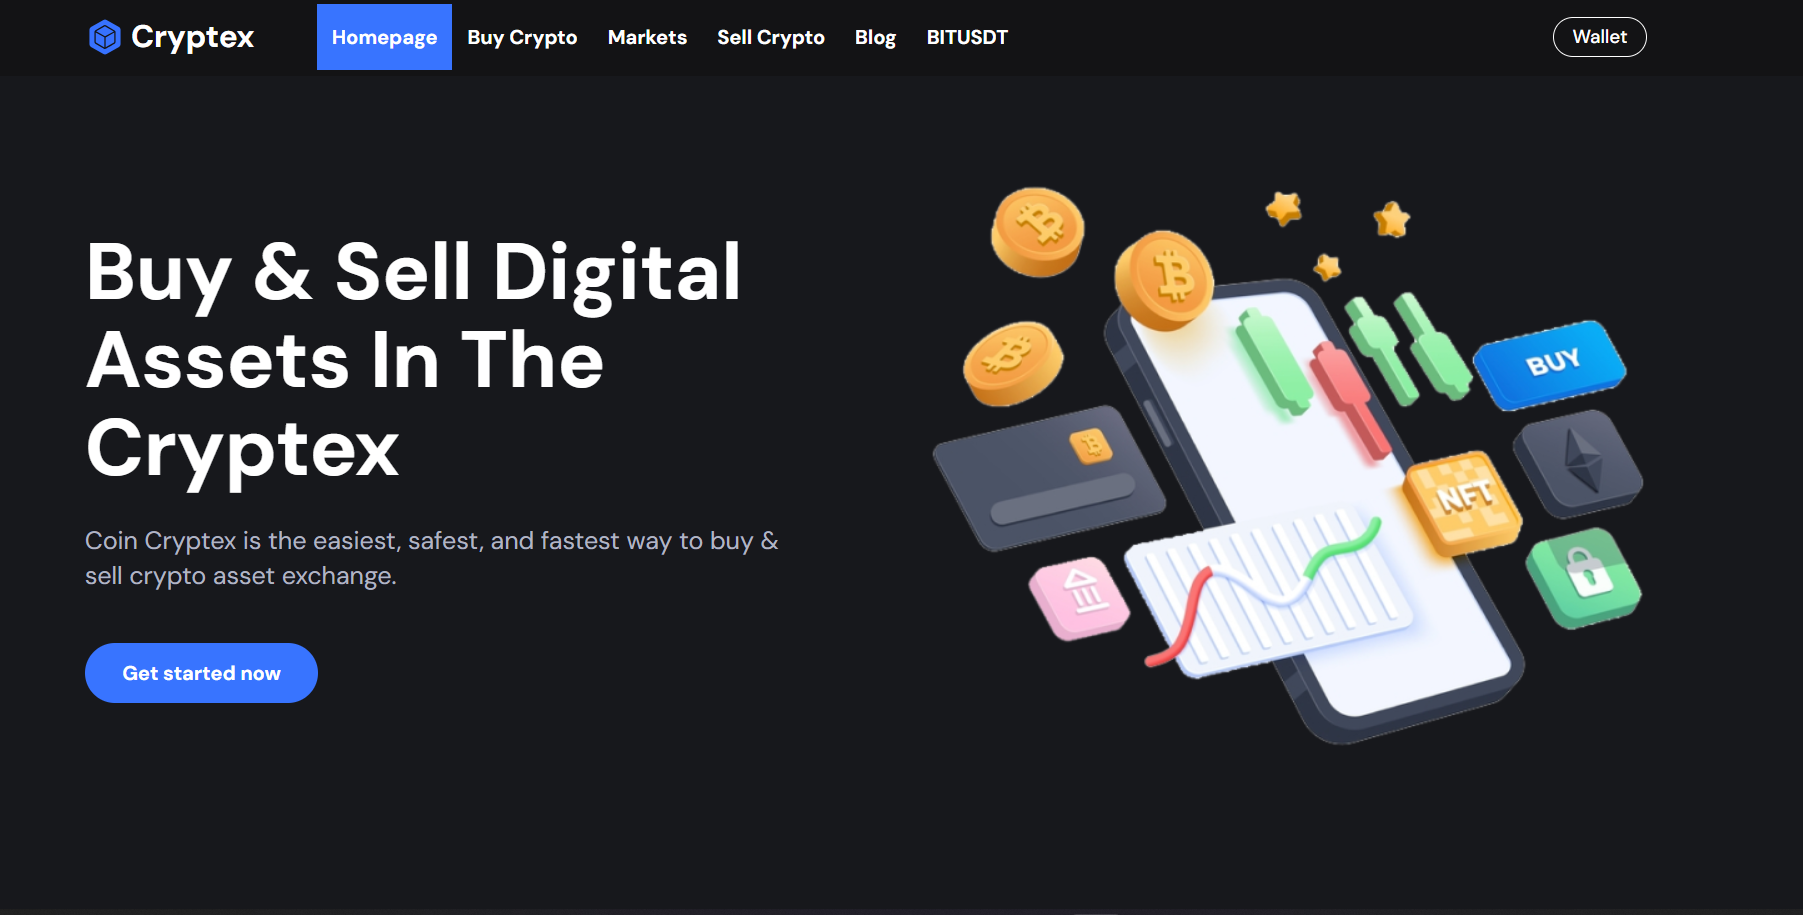 Cryptex
Homepage
Buy Crypto
Markets
Sell Crypto
Blog
BITUSDT
Wallet
Buy & Sell Digital
Assets In The
Cryptex
Coin Cryptex is the easiest, safest, and fastest way to buy &
sell crypto asset exchange.
Get started now
BUY
NFT